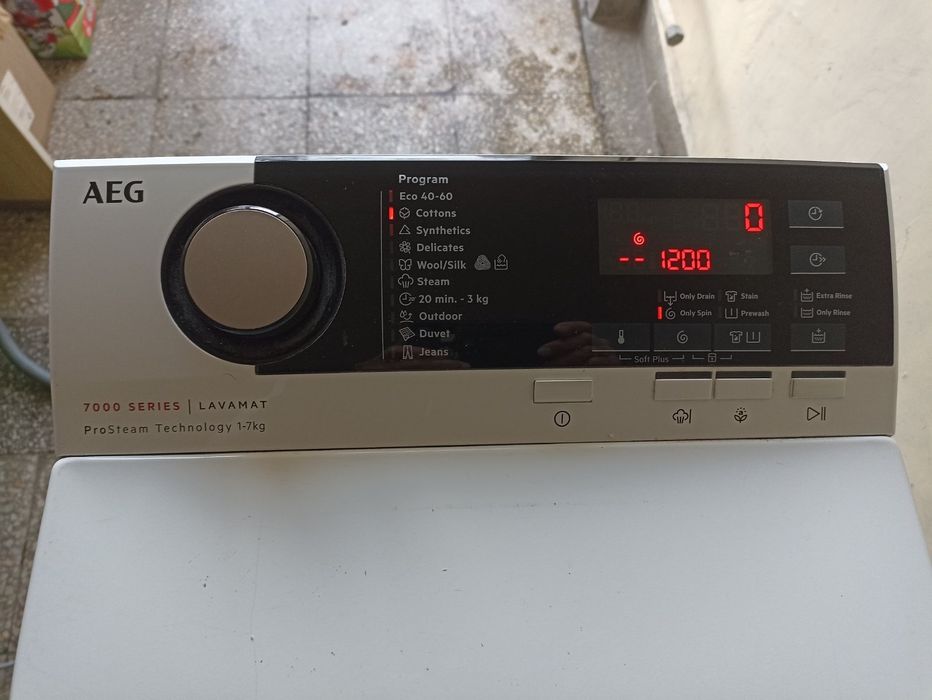 AEG
Program
Eco 40-60
Cottons
Synthetics
Delicates
Wool/Silk
Steam
20 min. - 3 kg
Outdoor
Duvet
Jeans
0
-- 1200
Only Drain
Stain
Extra Rinse
Only Spin
Prewash
Only Rinse
Soft Plus
7000 SERIES | LAVAMAT
ProSteam Technology 1-7kg